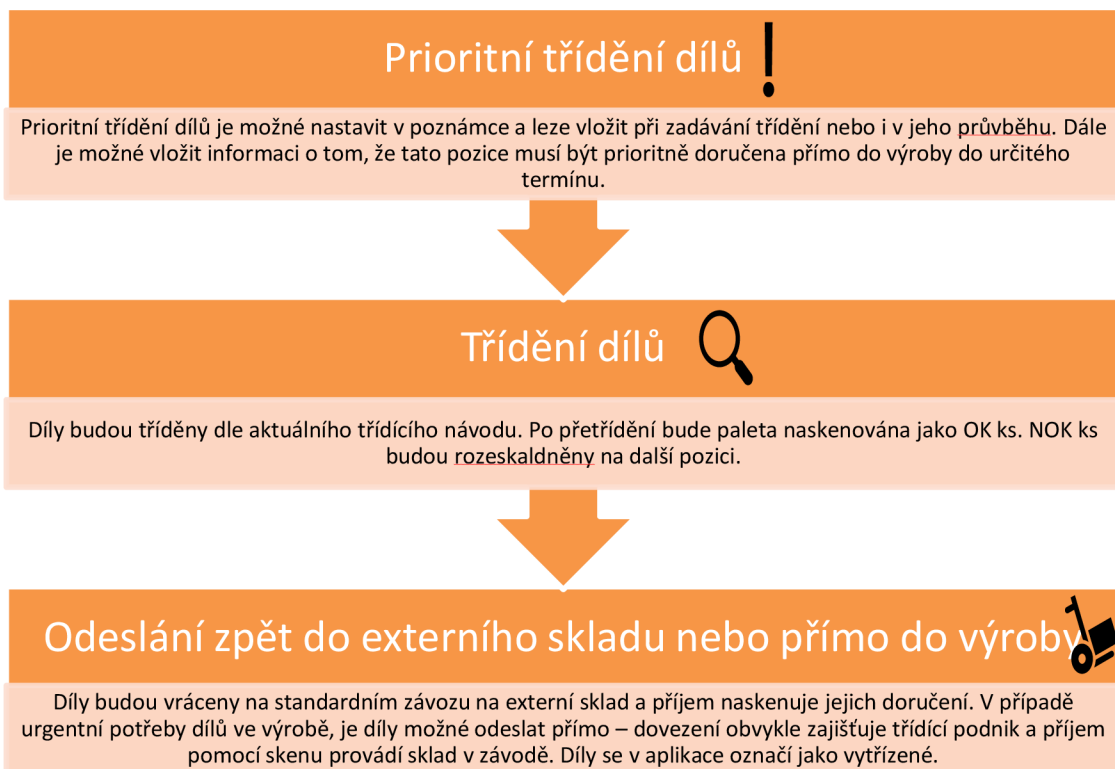 Prioritní třídění dílů
Prioritní třídění dílů je možné nastavit v poznámce a leze vložit při zadávání třídění nebo i v jeho průvběhu. Dále
je možné vložit informaci o tom, že tato pozice musí být prioritně doručena přímo do výroby do určitého
termínu.
Třídění dílů
Díly budou tříděny dle aktuálního třídícího návodu. Po přetřídění bude paleta naskenována jako OK ks. NOK ks
budou rozeskaldněny na další pozici.
Odeslání zpět do externího skladu nebo přímo do výroby
Díly budou vráceny na standardním závozu na externí sklad a příjem naskenuje jejich doručení. V případě
urgentní potřeby dílů ve výrobě, je díly možné odeslat přímo – dovezení obvykle zajišťuje třídící podnik a příjem
pomocí skenu provádí sklad v závodě. Díly se v aplikace označí jako vytřízené.